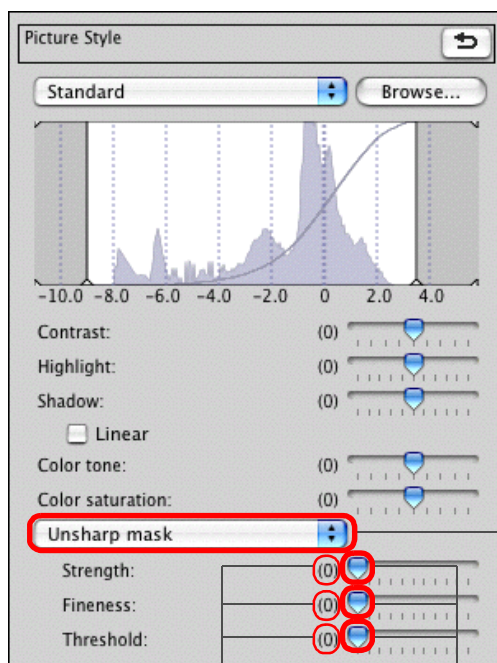 Picture Style
Standard Browse...
-10.0 -8.0 -6.0 -4.0 -2.0 0 2.0 4.0
Contrast: (0)
Highlight: (0)
Shadow: (0)
Linear
Color tone: (0)
Color saturation: (0)
Unsharp mask
Strength: (0)
Fineness: (0)
Threshold: (0)